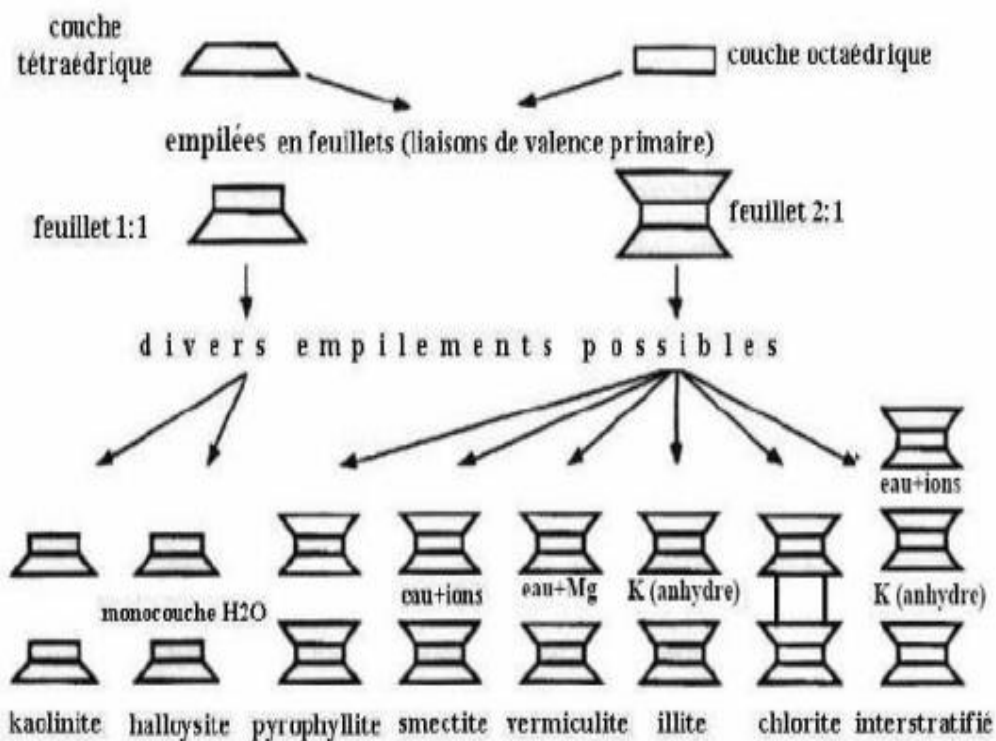 couche
tétraédrique
couche octaédrique
empilées en feuillets (liaisons de valence primaire)
feuillet 1:1
feuillet 2:1
divers empilements possibles
eau+ions
monocouche H2O
eau+ions
eau+Mg
K (anhydre)
K (anhydre)
kaolinite halloysite pyrophyllite smectite vermiculite illite chlorite interstratifié